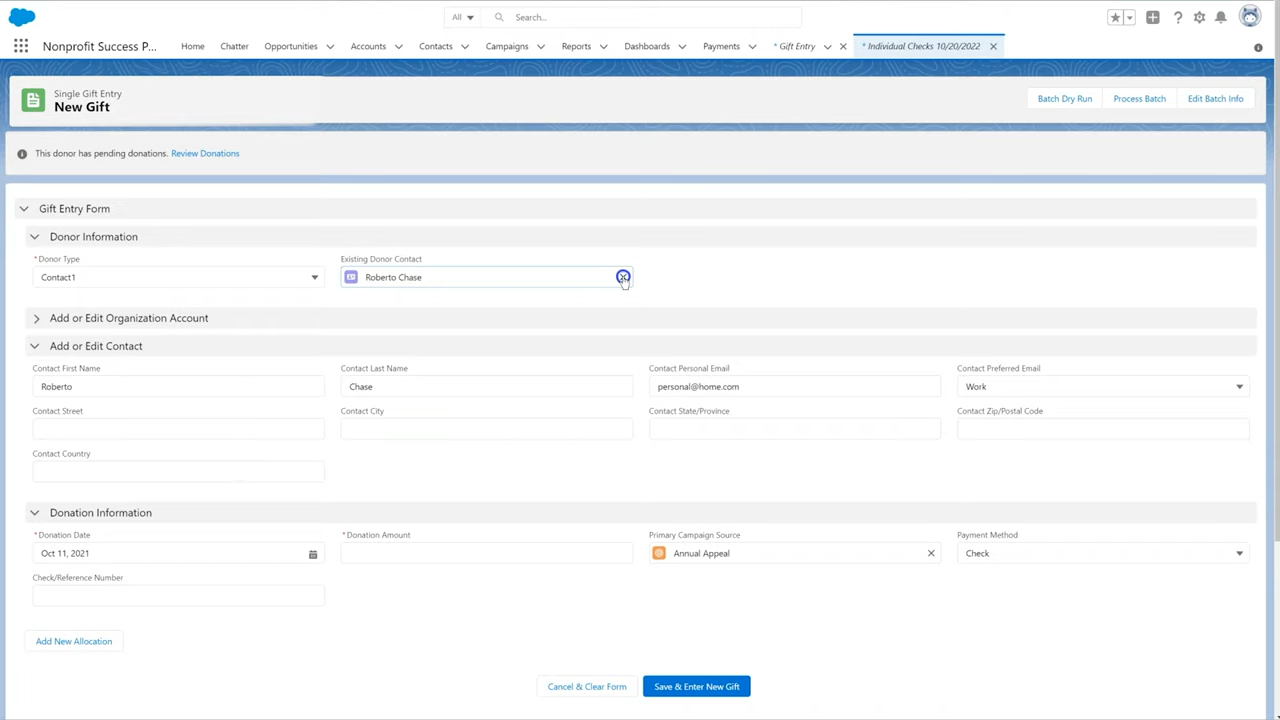 All
Search...
Nonprofit Success P...
Home
Chatter
Opportunities
Accounts
Contacts
Campaigns
Reports
Dashboards
Payments
* Gift Entry
* Individual Checks 10/20/2022
Single Gift Entry
New Gift
Batch Dry Run
Process Batch
Edit Batch Info
This donor has pending donations. Review Donations
Gift Entry Form
Donor Information
*Donor Type
Existing Donor Contact
Contact1
Roberto Chase
Add or Edit Organization Account
Add or Edit Contact
Contact First Name
Contact Last Name
Contact Personal Email
Contact Preferred Email
Roberto
Chase
personal@home.com
Work
Contact Street
Contact City
Contact State/Province
Contact Zip/Postal Code
Contact Country
Donation Information
*Donation Date
*Donation Amount
Primary Campaign Source
Payment Method
Oct 11, 2021
Annual Appeal
Check
Check/Reference Number
Add New Allocation
Cancel & Clear Form
Save & Enter New Gift